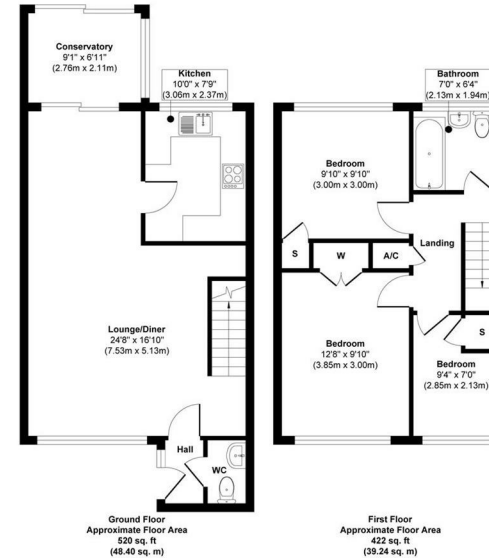 Conservatory
9'1" x 6'11"
(2.76m x 2.11m)
Kitchen
10'0" x 7'9"
(3.06m x 2.37m)
Lounge/Diner
24'8" x 16'10"
(7.53m x 5.13m)
Hall
WC
Ground Floor
Approximate Floor Area
520 sq. ft
(48.40 sq. m)
Bathroom
7'0" x 6'4"
(2.13m x 1.94m)
Bedroom
9'10" x 9'10"
(3.00m x 3.00m)
Landing
S
W
A/C
Bedroom
12'8" x 9'10"
(3.85m x 3.00m)
S
Bedroom
9'4" x 7'0"
(2.85m x 2.13m)
First Floor
Approximate Floor Area
422 sq. ft
(39.24 sq. m)